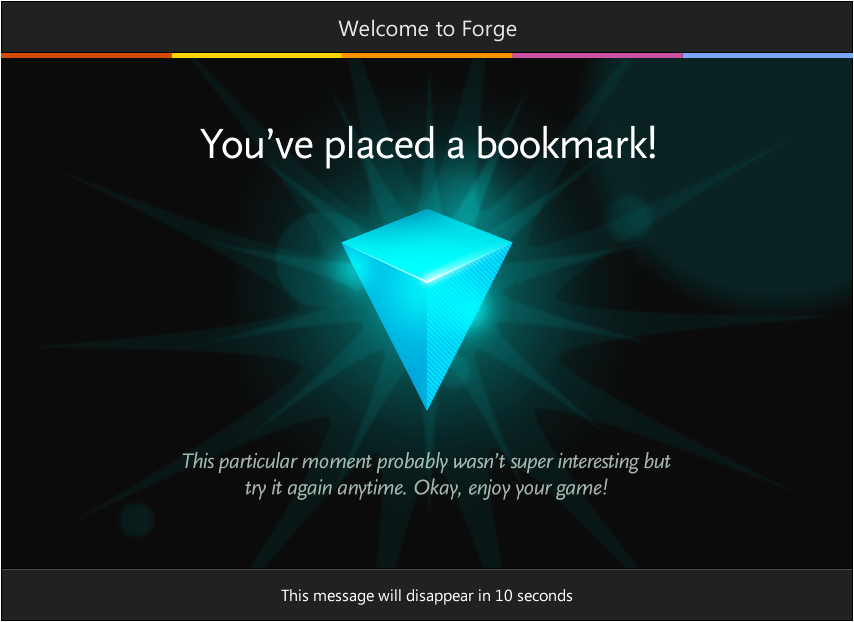 Welcome to Forge
You’ve placed a bookmark!
This particular moment probably wasn’t super interesting but
try it again anytime. Okay, enjoy your game!
This message will disappear in 10 seconds